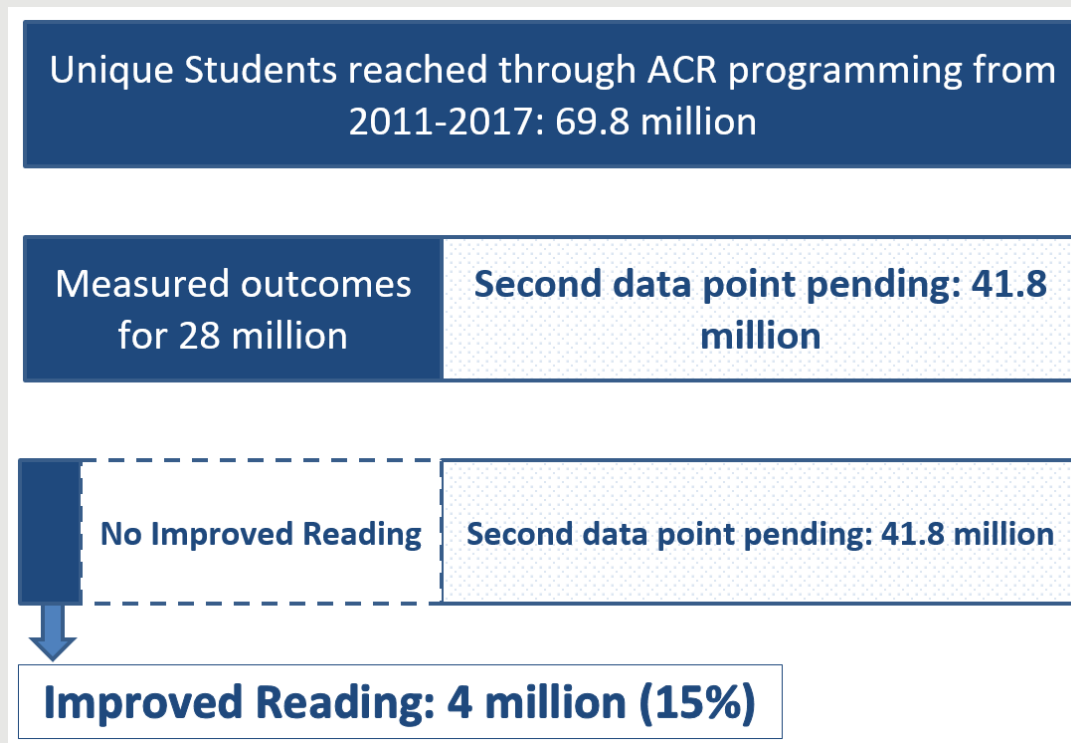 Unique Students reached through ACR programming from
2011-2017: 69.8 million
Measured outcomes
for 28 million
Second data point pending: 41.8
million
No Improved Reading
Second data point pending: 41.8 million
Improved Reading: 4 million (15%)